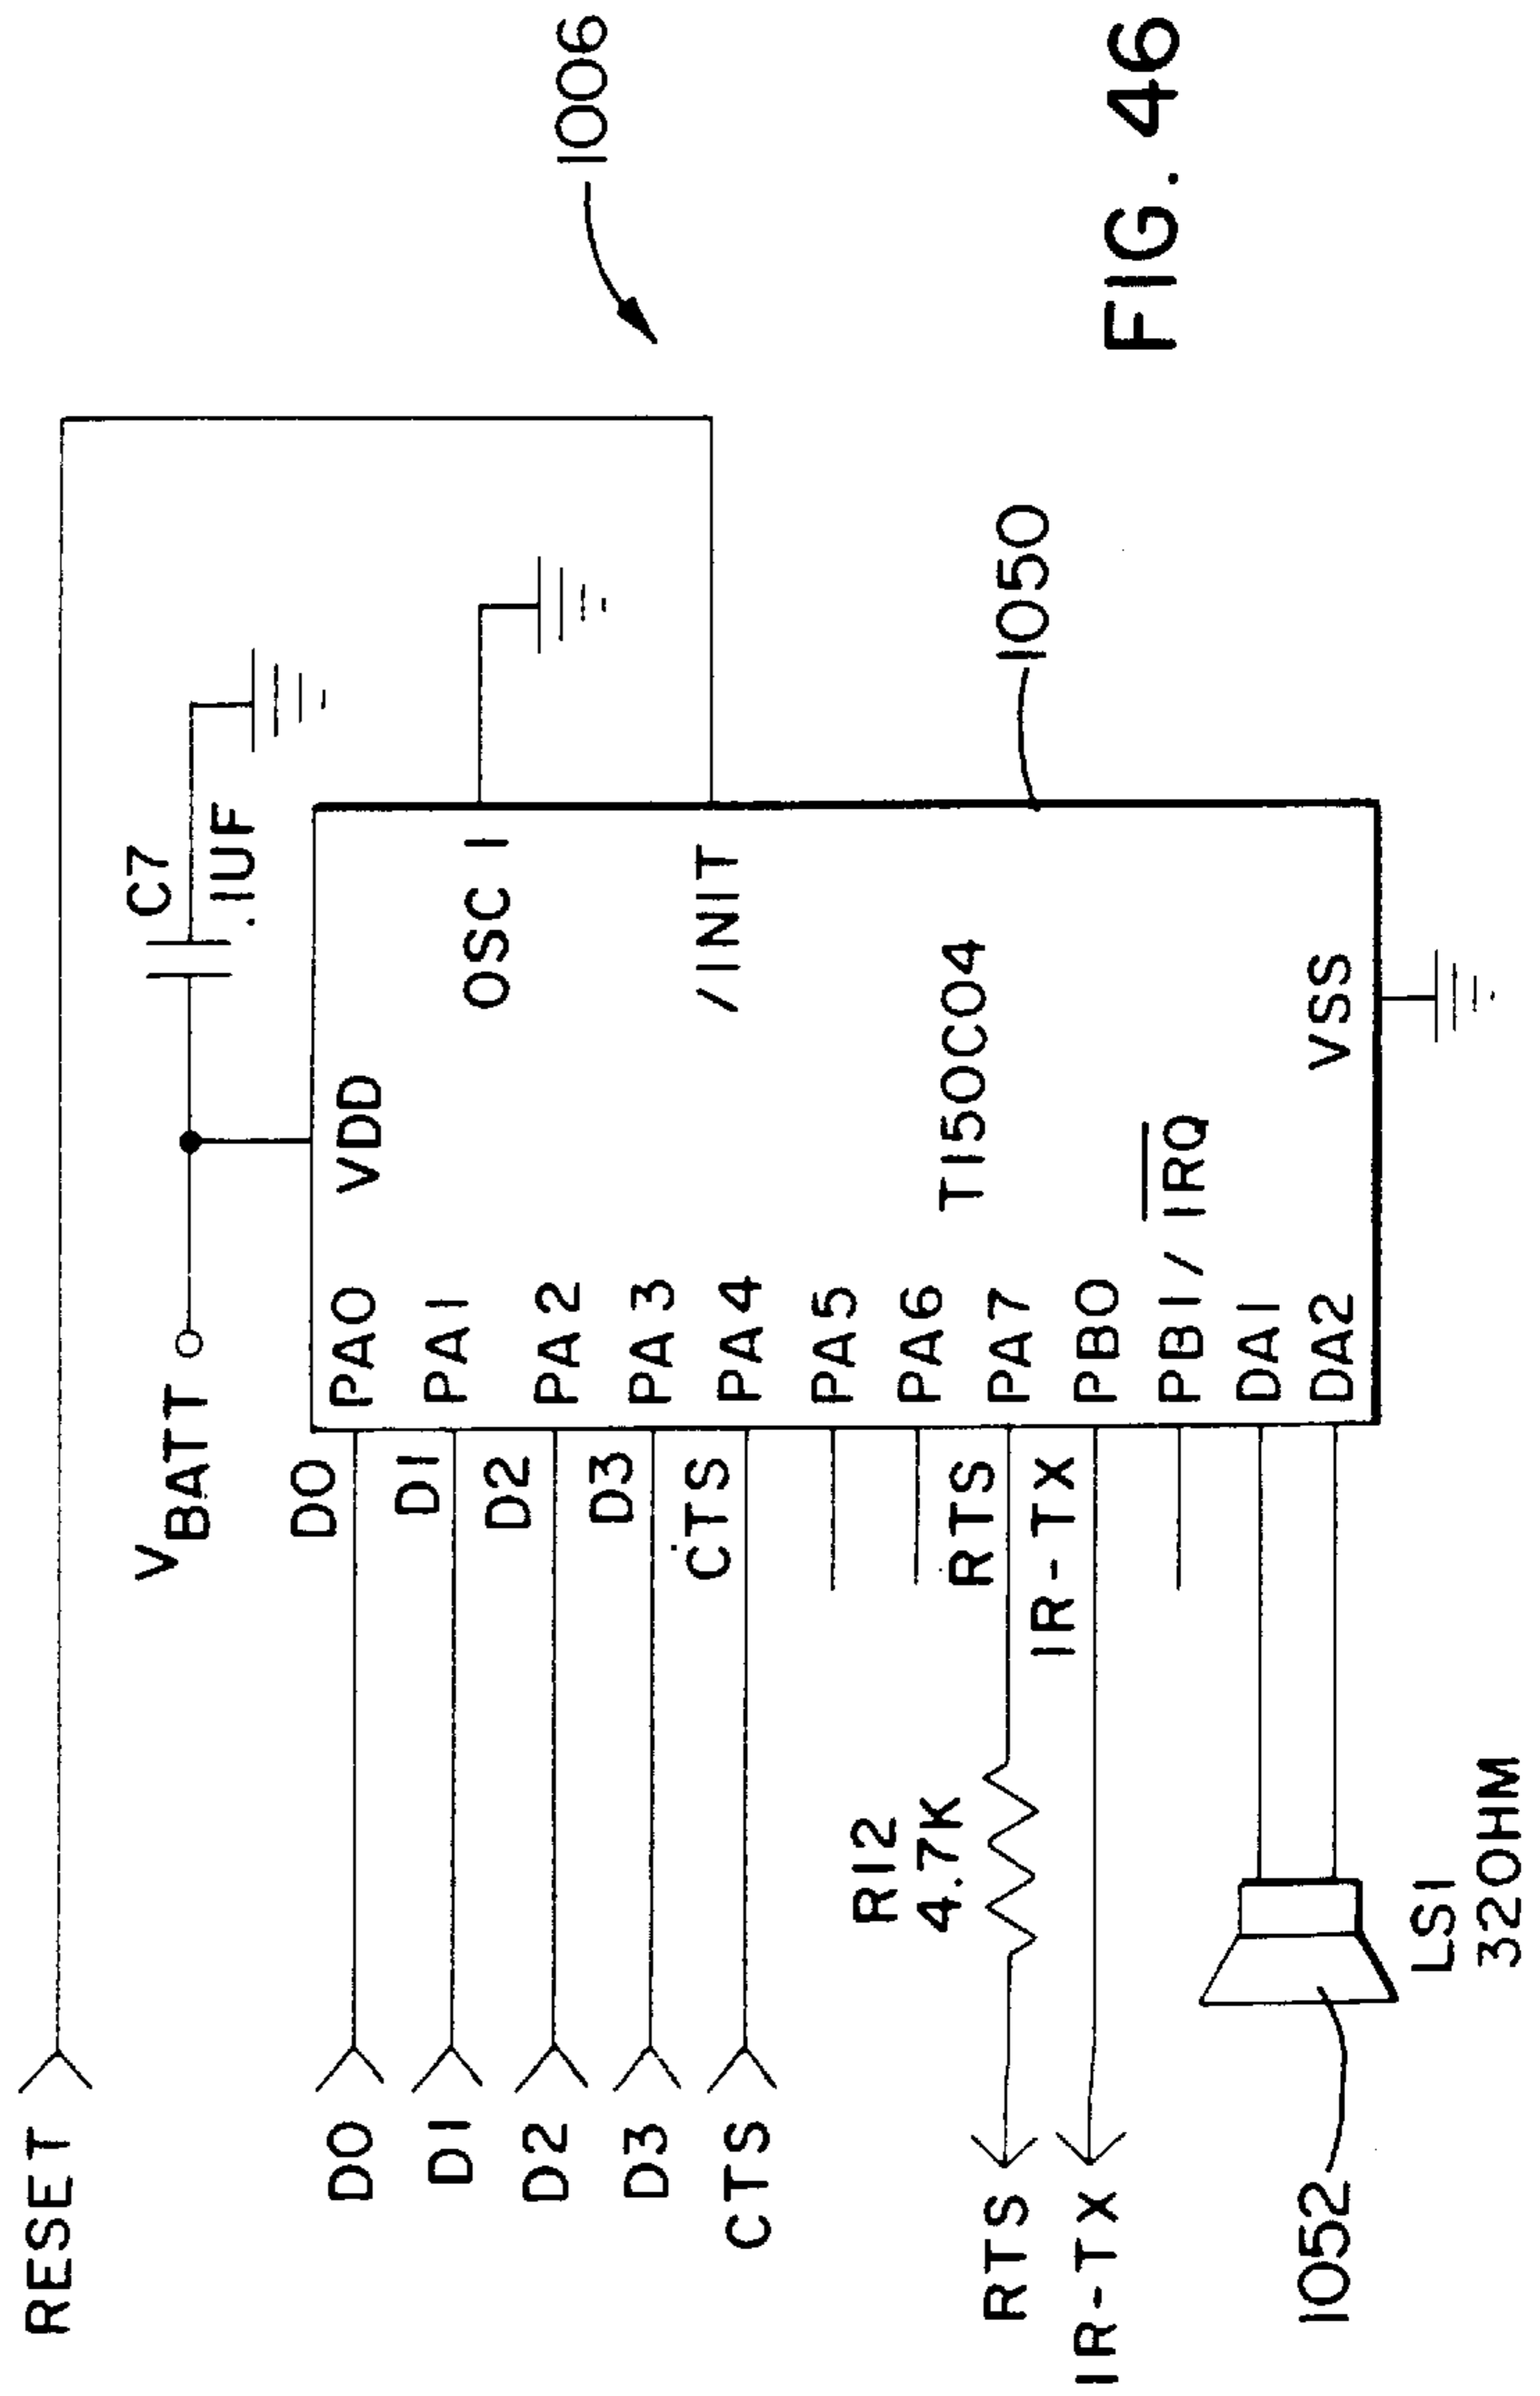 RESET
VBATT
C7
.1UF
1006
D0
D0
PA0
VDD
D1
D1
PA1
D2
D2
PA2
OSC 1
D3
D3
PA3
CTS
CTS
PA4
/INIT
PA5
R12
4.7K
PA6
T150C04
RTS
RTS
PA7
1050
IR-TX
IR-TX
PB0
PB1/IRQ
DA1
1052
DA2
VSS
LS1
32OHM
FIG. 46